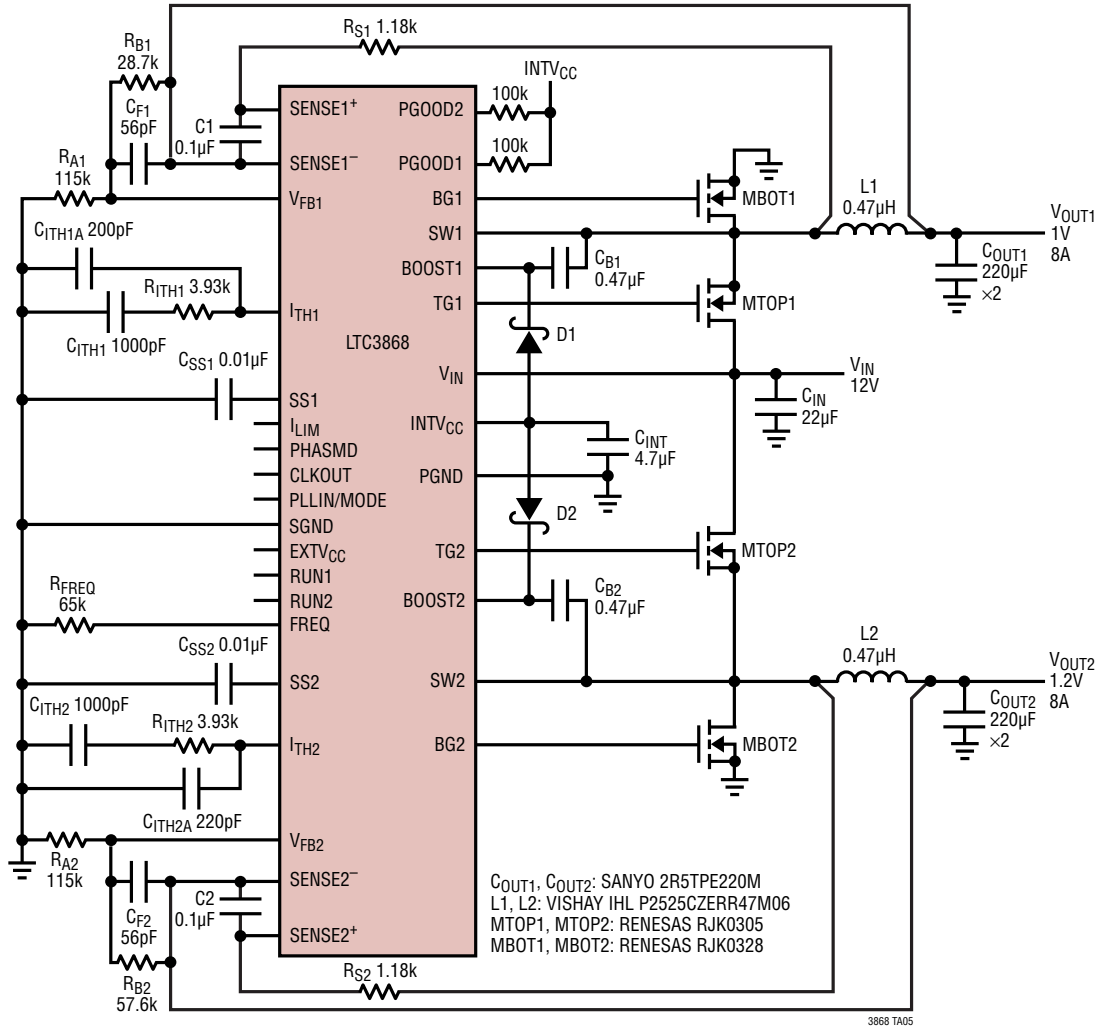 RS1 1.18k
RB1
28.7k
CF1
56pF
C1
0.1µF
RA1
115k
CITH1A 200pF
RITH1 3.93k
CITH1 1000pF
CSS1 0.01µF
RFREQ
65k
CSS2 0.01µF
CITH2 1000pF
RITH2 3.93k
CITH2A 220pF
RA2
115k
CF2
56pF
C2
0.1µF
RB2
57.6k
RS2 1.18k
SENSE1+
SENSE1–
VFB1
ITH1
LTC3868
SS1
ILIM
PHASMD
CLKOUT
PLLIN/MODE
SGND
EXTVCC
RUN1
RUN2
FREQ
SS2
ITH2
VFB2
SENSE2–
SENSE2+
PGOOD2
PGOOD1
BG1
SW1
BOOST1
TG1
VIN
INTVCC
PGND
TG2
BOOST2
SW2
BG2
INTVCC
100k
100k
MBOT1
L1
0.47µH
VOUT1
1V
8A
COUT1
220µF
×2
CB1
0.47µF
MTOP1
D1
VIN
12V
CIN
22µF
CINT
4.7µF
D2
MTOP2
CB2
0.47µF
L2
0.47µH
VOUT2
1.2V
8A
COUT2
220µF
×2
MBOT2
COUT1, COUT2: SANYO 2R5TPE220M
L1, L2: VISHAY IHL P2525CZERR47M06
MTOP1, MTOP2: RENESAS RJK0305
MBOT1, MBOT2: RENESAS RJK0328
3868 TA05